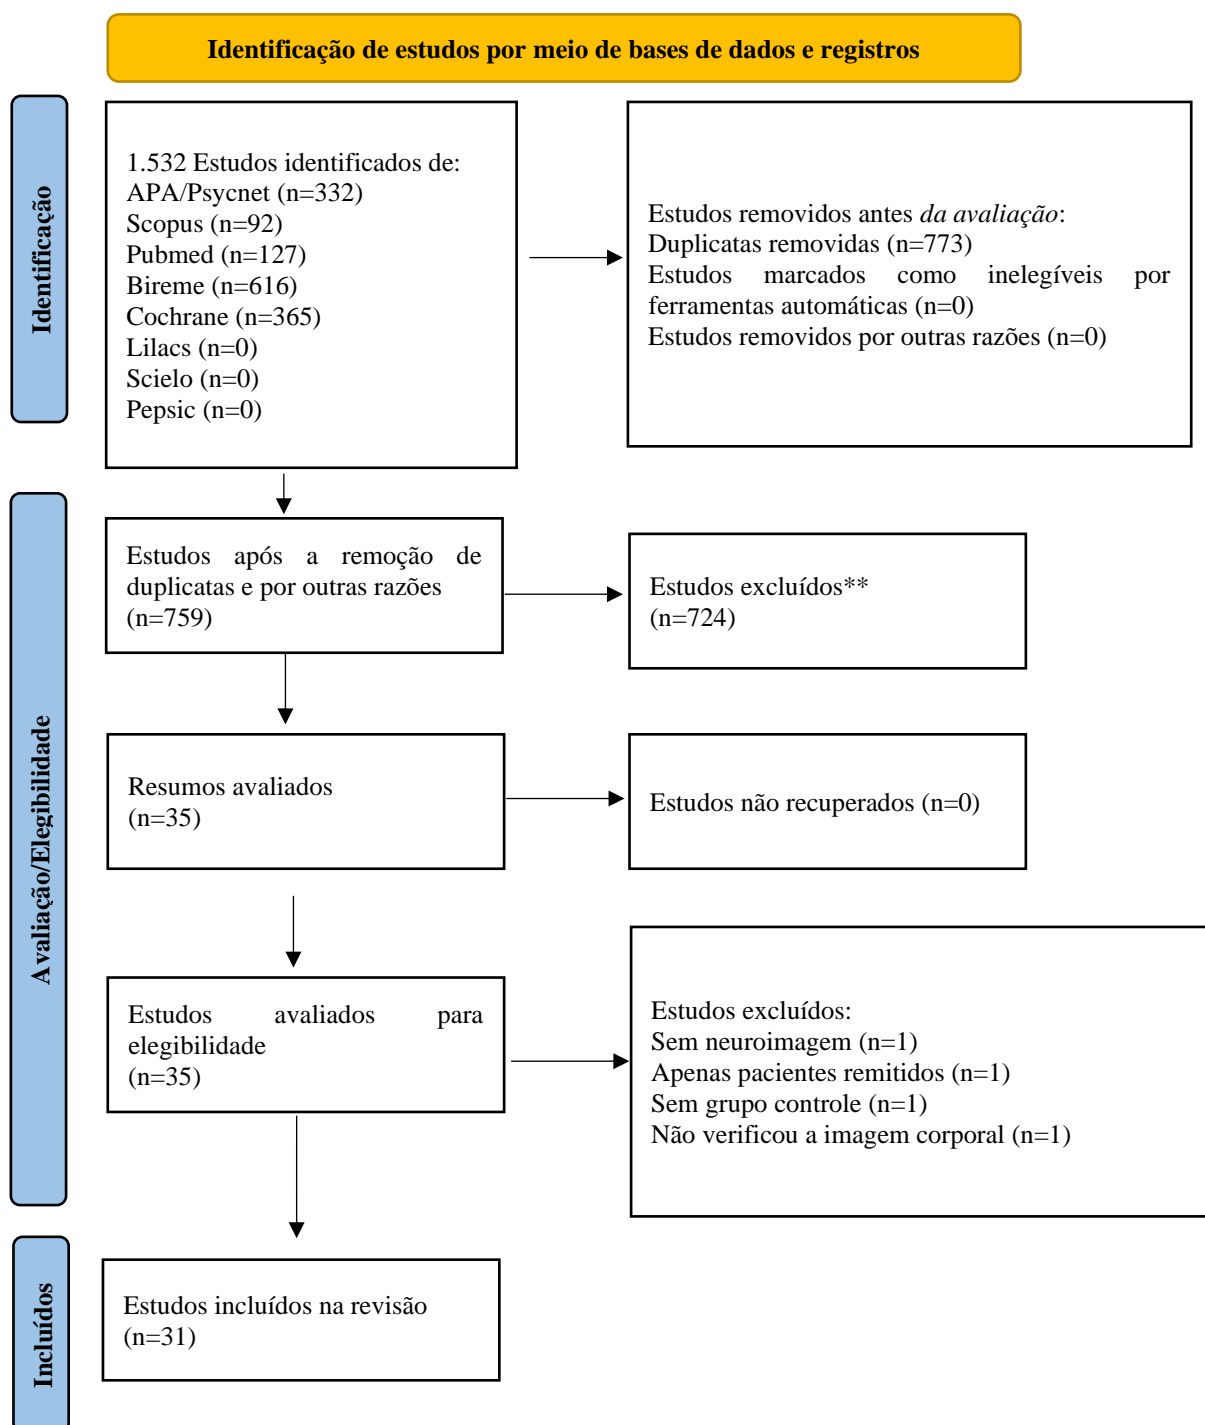 Identificação de estudos por meio de bases de dados e registros
Identificação
1.532 Estudos identificados de:
APA/Psycnet (n=332)
Scopus (n=92)
Pubmed (n=127)
Bireme (n=616)
Cochrane (n=365)
Lilacs (n=0)
Scielo (n=0)
Pepsic (n=0)
Estudos removidos antes da avaliação:
Duplicatas removidas (n=773)
Estudos marcados como inelegíveis por
ferramentas automáticas (n=0)
Estudos removidos por outras razões (n=0)
Avaliação/Elegibilidade
Estudos após a remoção de
duplicatas e por outras razões
(n=759)
Estudos excluídos**
(n=724)
Resumos avaliados
(n=35)
Estudos não recuperados (n=0)
Estudos avaliados para
elegibilidade
(n=35)
Estudos excluídos:
Sem neuroimagem (n=1)
Apenas pacientes remitidos (n=1)
Sem grupo controle (n=1)
Não verificou a imagem corporal (n=1)
Incluídos
Estudos incluídos na revisão
(n=31)